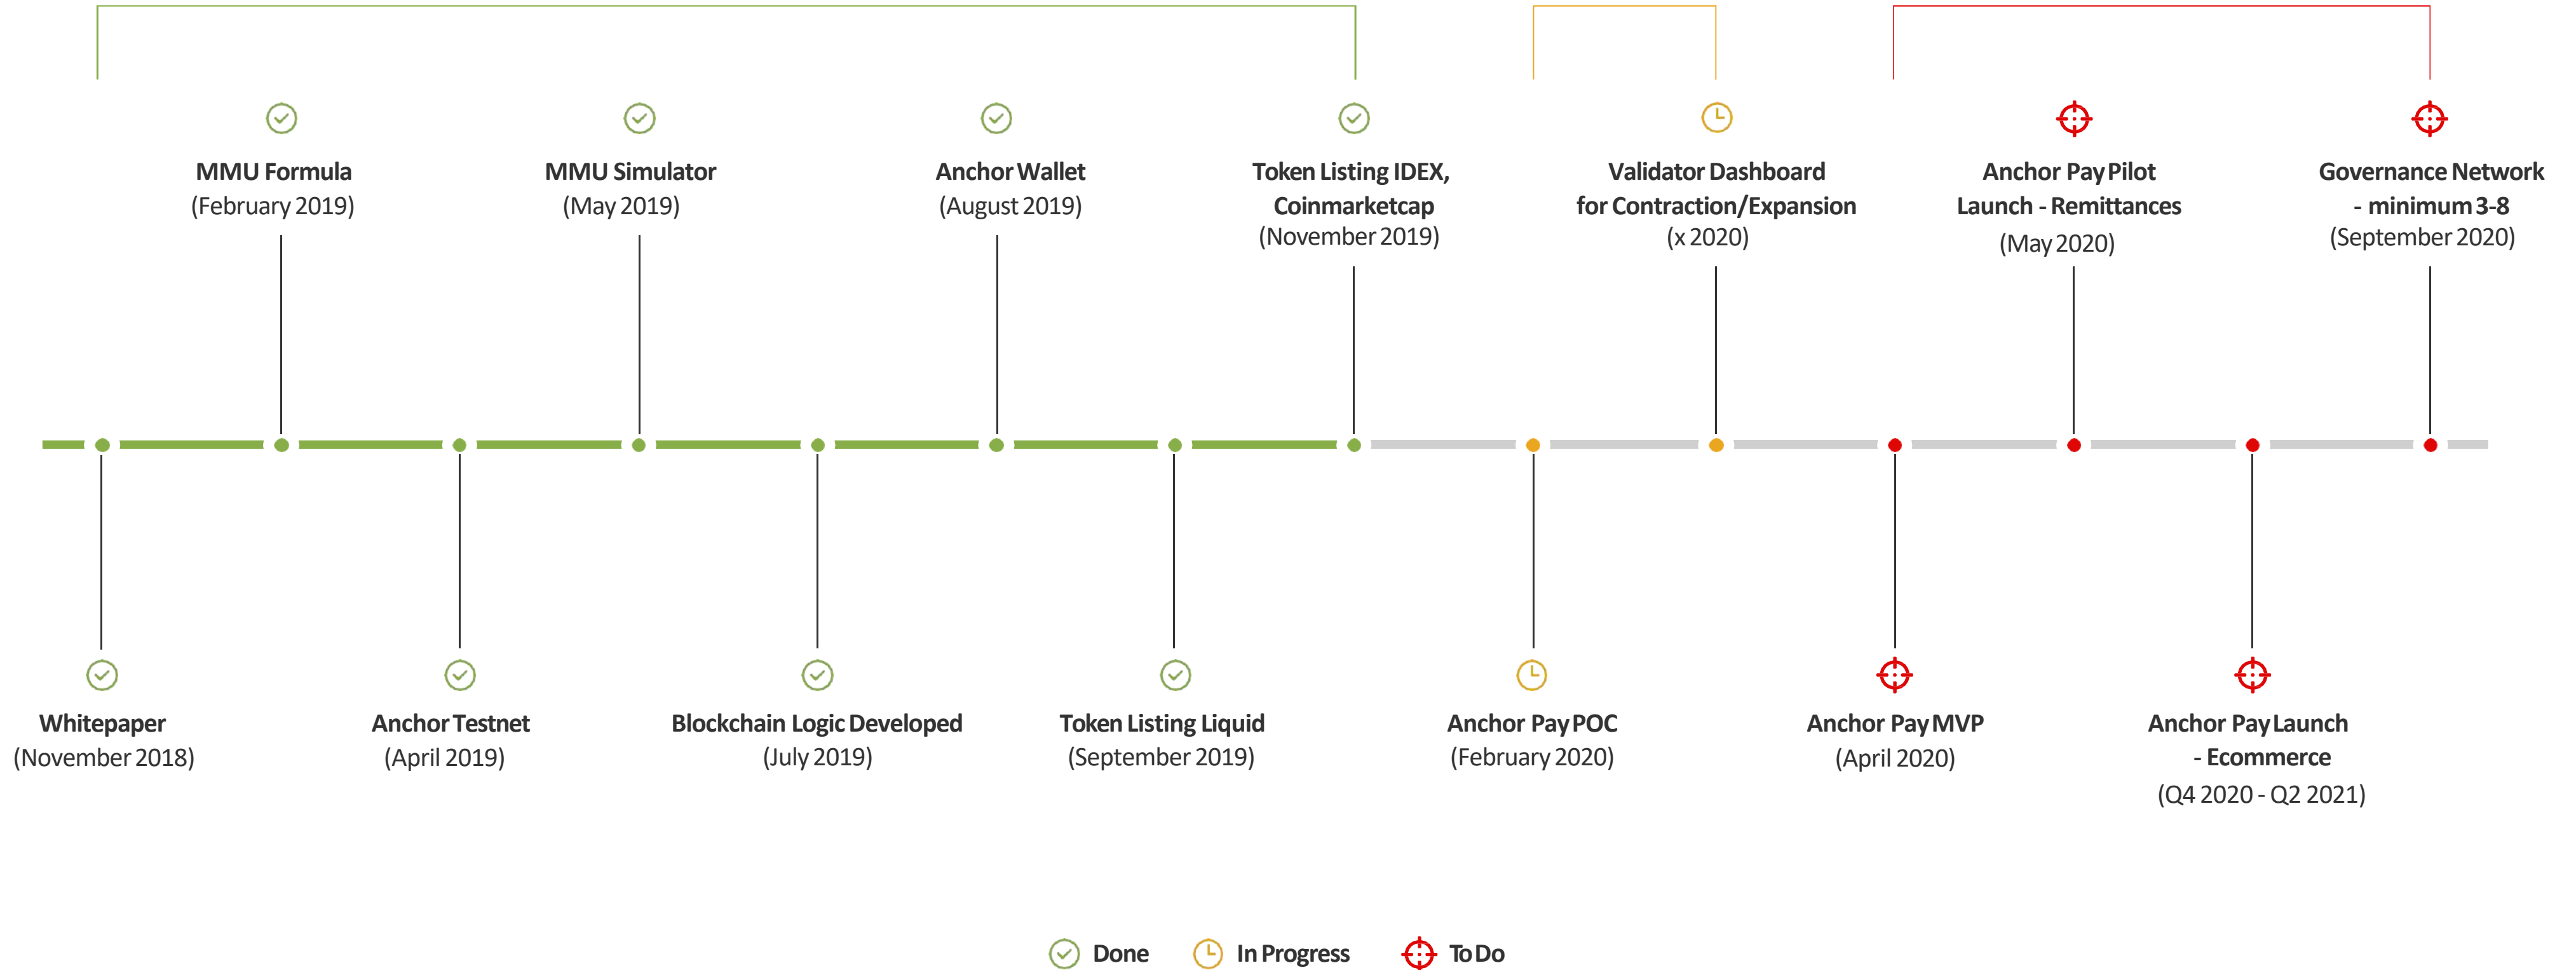 MMU Formula
(February 2019)
MMU Simulator
(May 2019)
Anchor Wallet
(August 2019)
Token Listing IDEX,
Coinmarketcap
(November 2019)
Validator Dashboard
for Contraction/Expansion
(x 2020)
Anchor Pay Pilot
Launch - Remittances
(May 2020)
Governance Network
- minimum 3-8
(September 2020)
Whitepaper
(November 2018)
Anchor Testnet
(April 2019)
Blockchain Logic Developed
(July 2019)
Token Listing Liquid
(September 2019)
Anchor Pay POC
(February 2020)
Anchor Pay MVP
(April 2020)
Anchor Pay Launch
- Ecommerce
(Q4 2020 - Q2 2021)
Done
In Progress
To Do